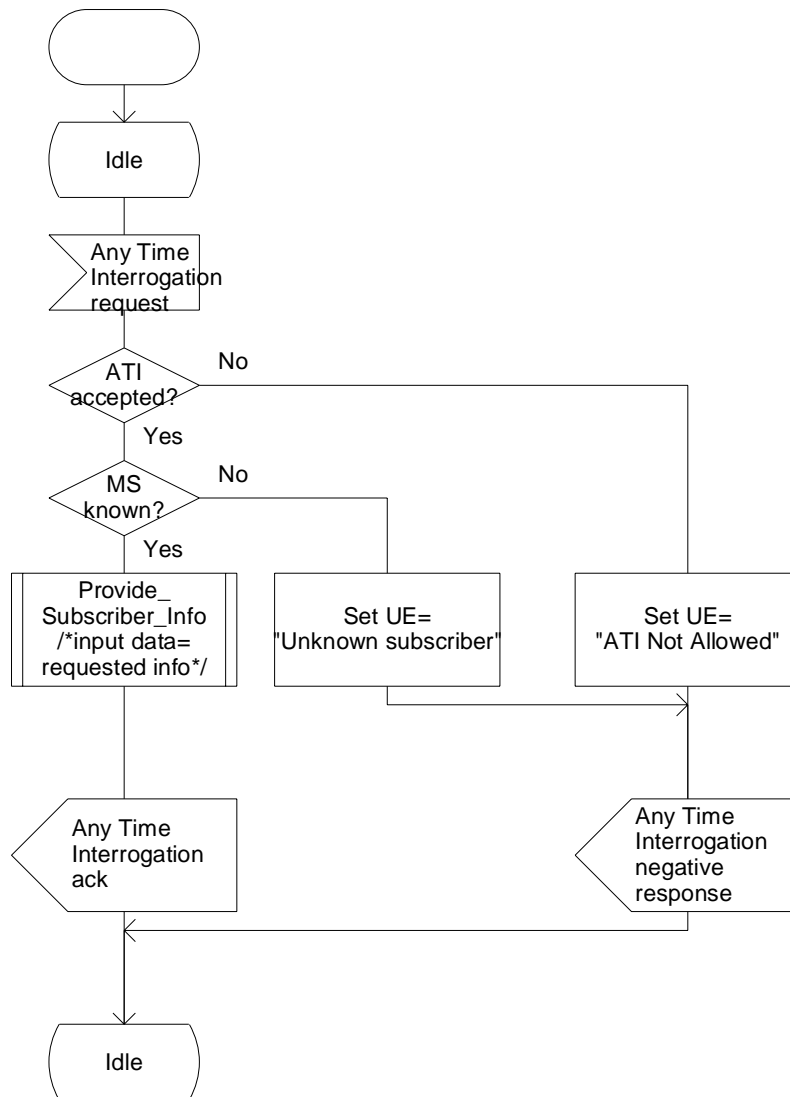 Idle
Any Time
Interrogation
request
ATI
accepted?
No
Yes
MS
known?
No
Yes
Provide_
Subscriber_Info
/*input data=
requested info*/
Set UE=
"Unknown subscriber"
Set UE=
"ATI Not Allowed"
Any Time
Interrogation
ack
Any Time
Interrogation
negative
response
Idle